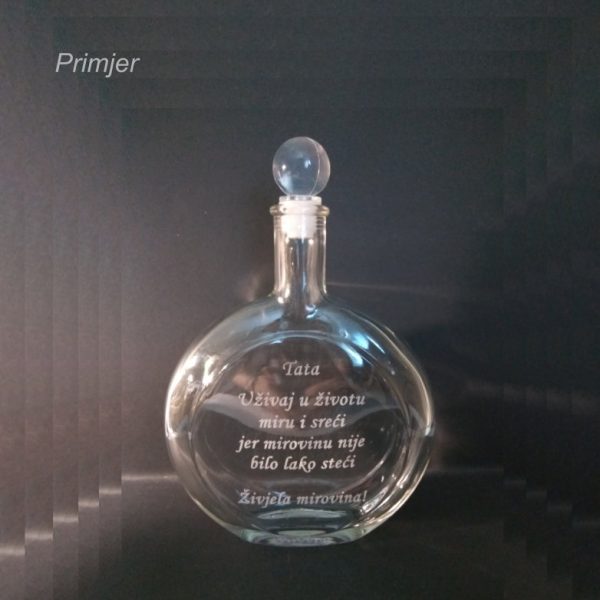 Primjer
Tata
Uživaj u životu
miru i sreći
jer mirovinu nije
bilo lako steći
Živjela mirovina!